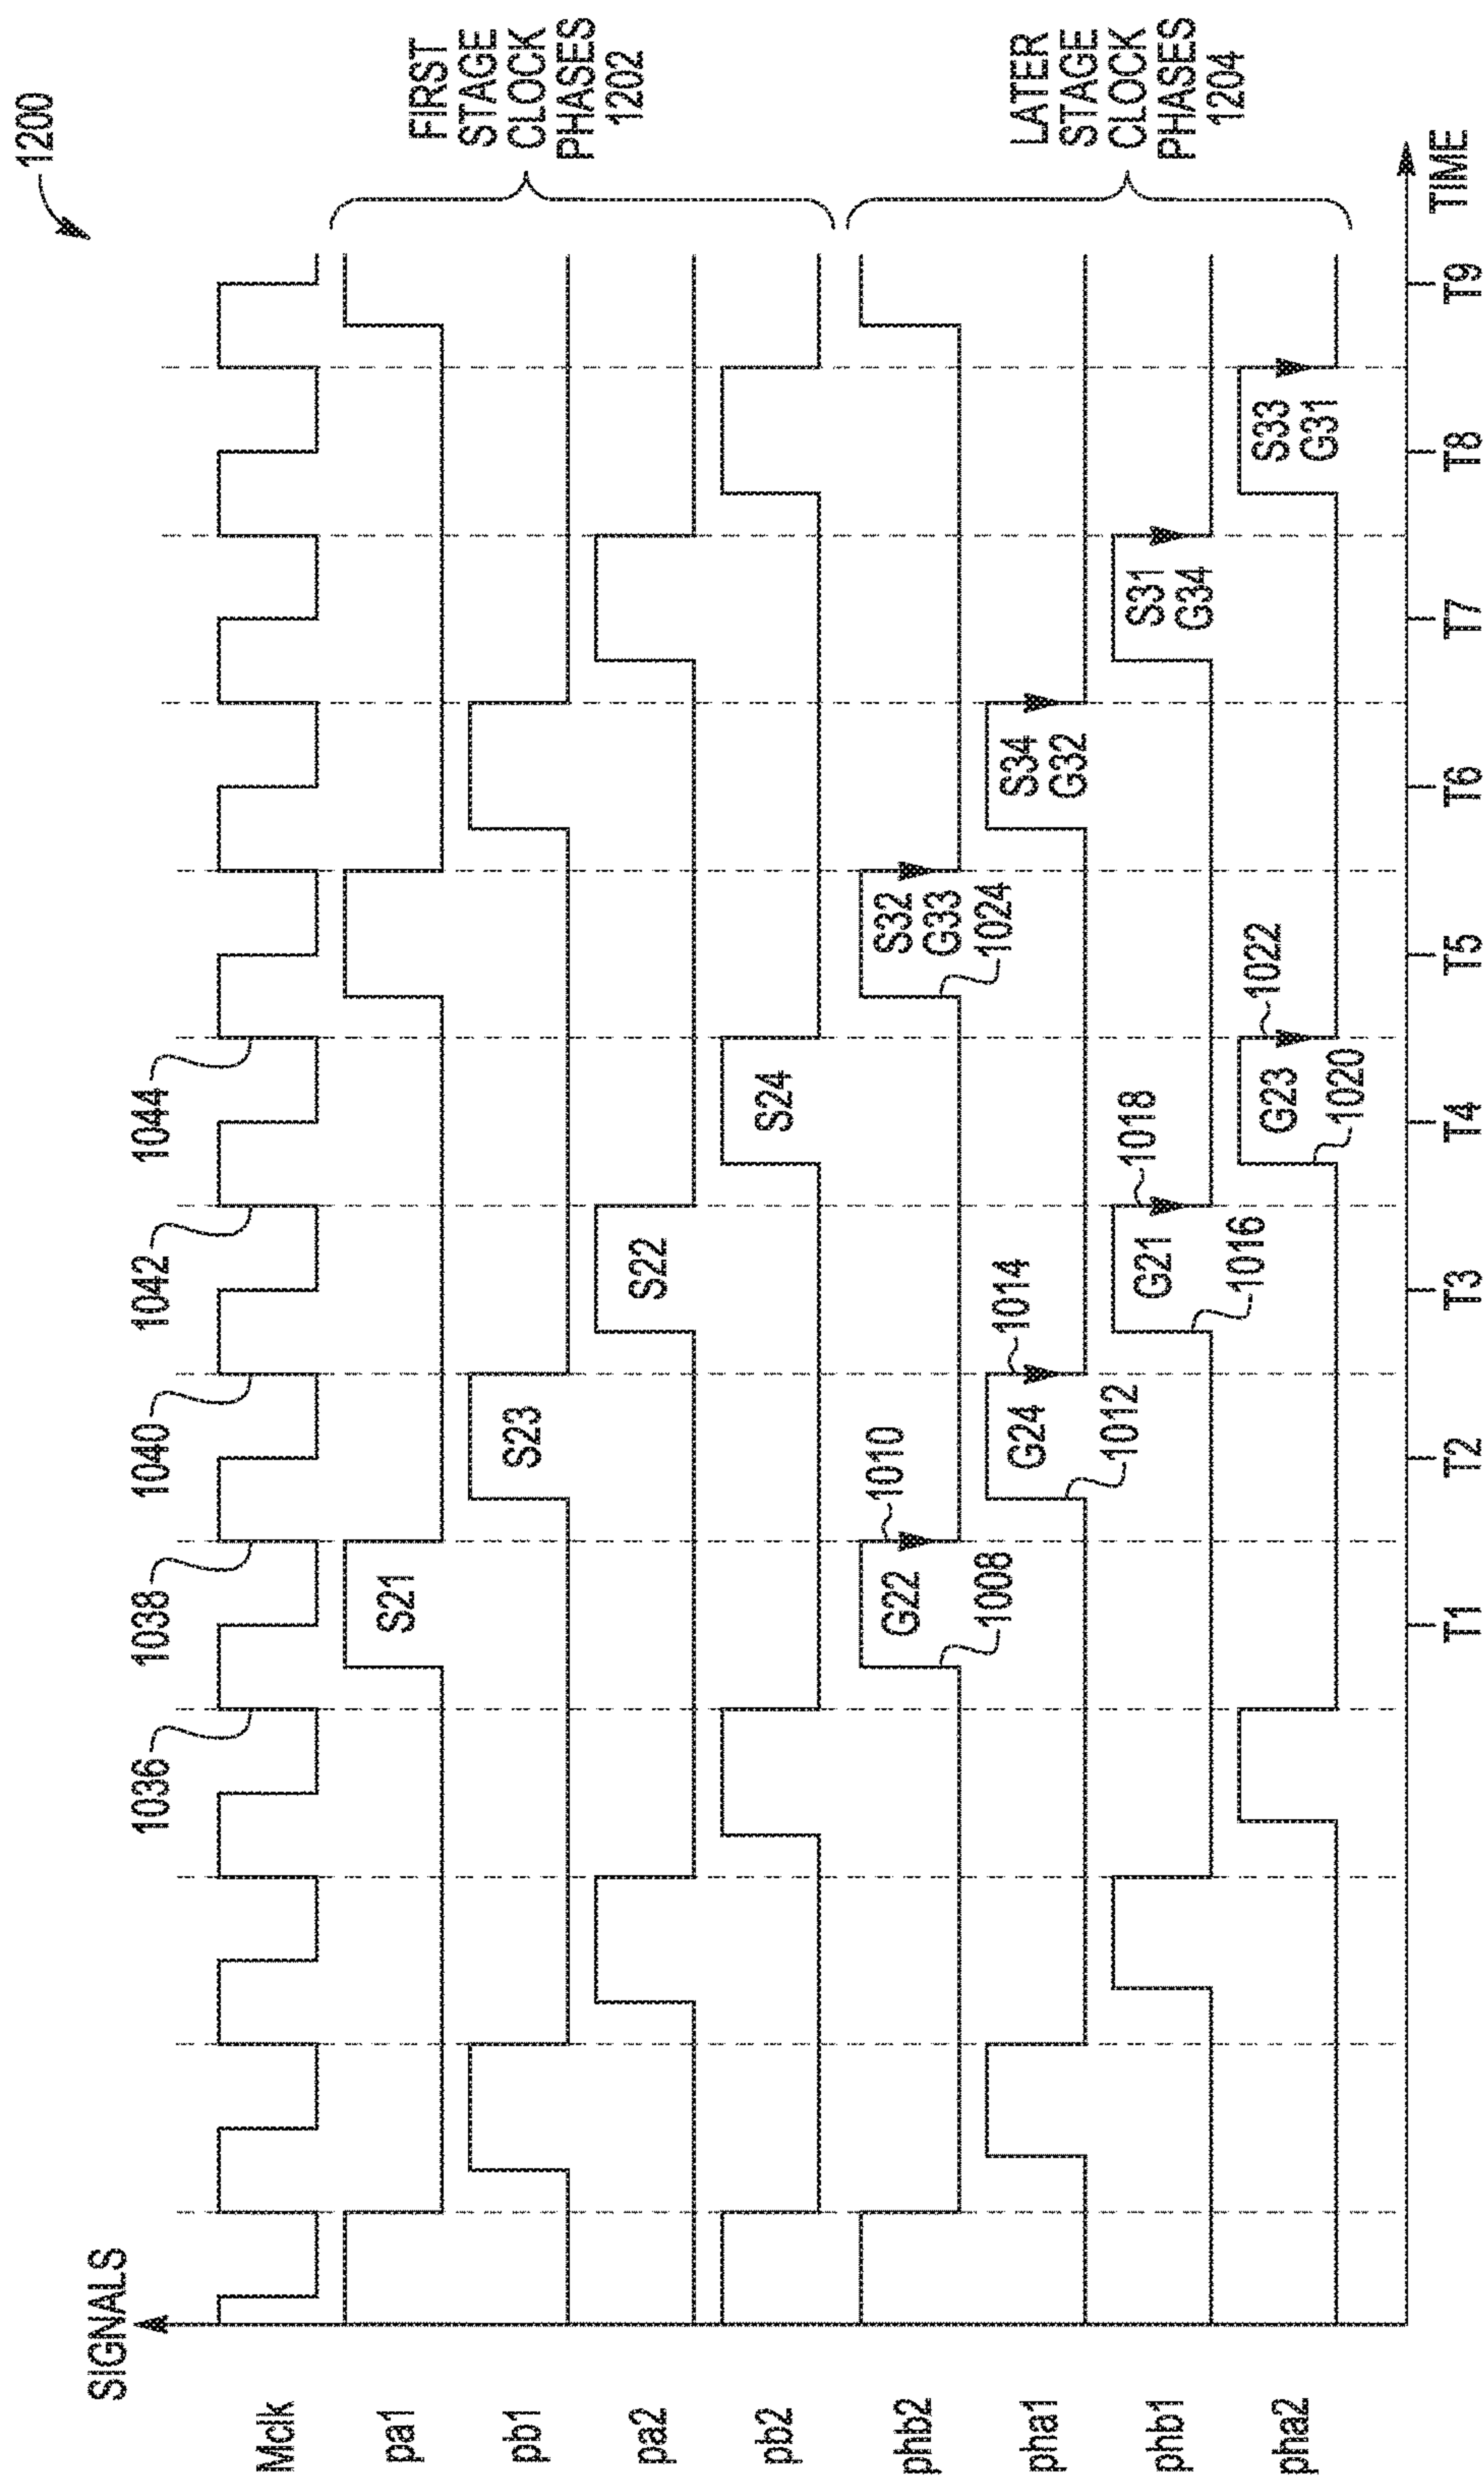 1200
SIGNALS
1036
1038
1040
1042
1044
Mclk
FIRST
STAGE
CLOCK
PHASES
1202
pa1
S21
pb1
S23
pa2
S22
pb2
S24
LATER
STAGE
CLOCK
PHASES
1204
phb2
G22
1008
1010
S32
G33
1024
pha1
G24
1012
1014
S34
G32
phb1
G21
1016
1018
S31
G34
pha2
G23
1020
1022
S33
G31
T1
T2
T3
T4
T5
T6
T7
T8
T9
TIME